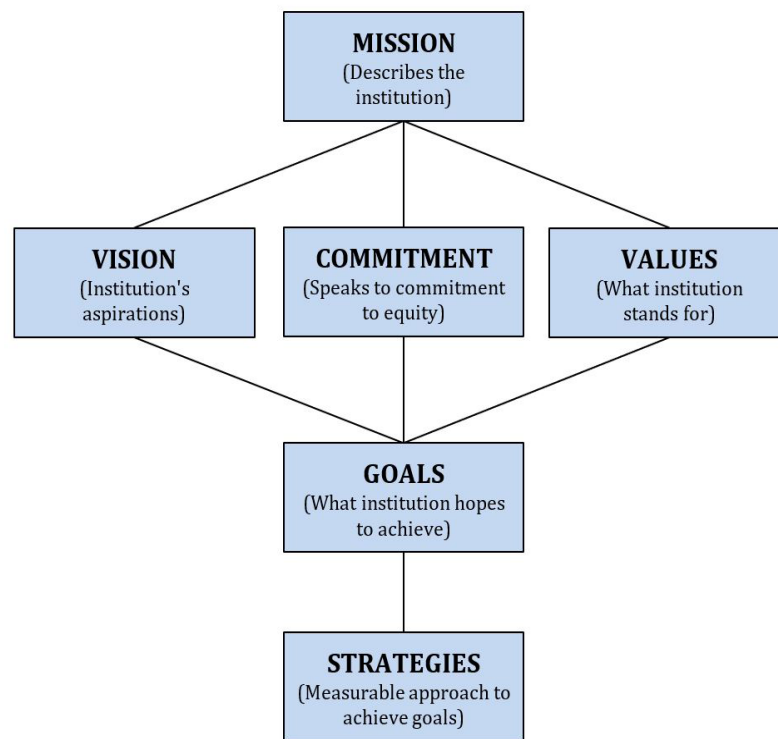 MISSION
(Describes the
institution)
VISION
(Institution's
aspirations)
COMMITMENT
(Speaks to commitment
to equity)
VALUES
(What institution
stands for)
GOALS
(What institution hopes
to achieve)
STRATEGIES
(Measurable approach to
achieve goals)